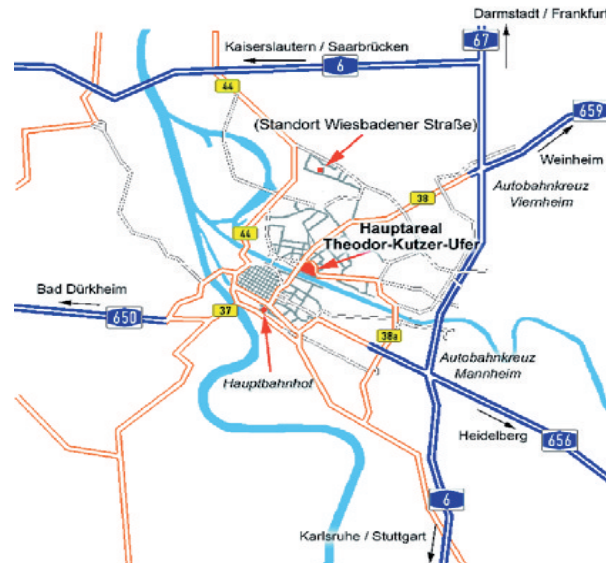 Darmstadt / Frankfurt
67
Kaiserslautern / Saarbrücken
6
44
659
(Standort Wiesbadener Straße)
Weinheim
38
Autobahnkreuz
Viernheim
Hauptareal
Theodor-Kutzer-Ufer
44
Bad Dürkheim
650
37
38a
Autobahnkreuz
Mannheim
Hauptbahnhof
Heidelberg
656
6
Karlsruhe / Stuttgart